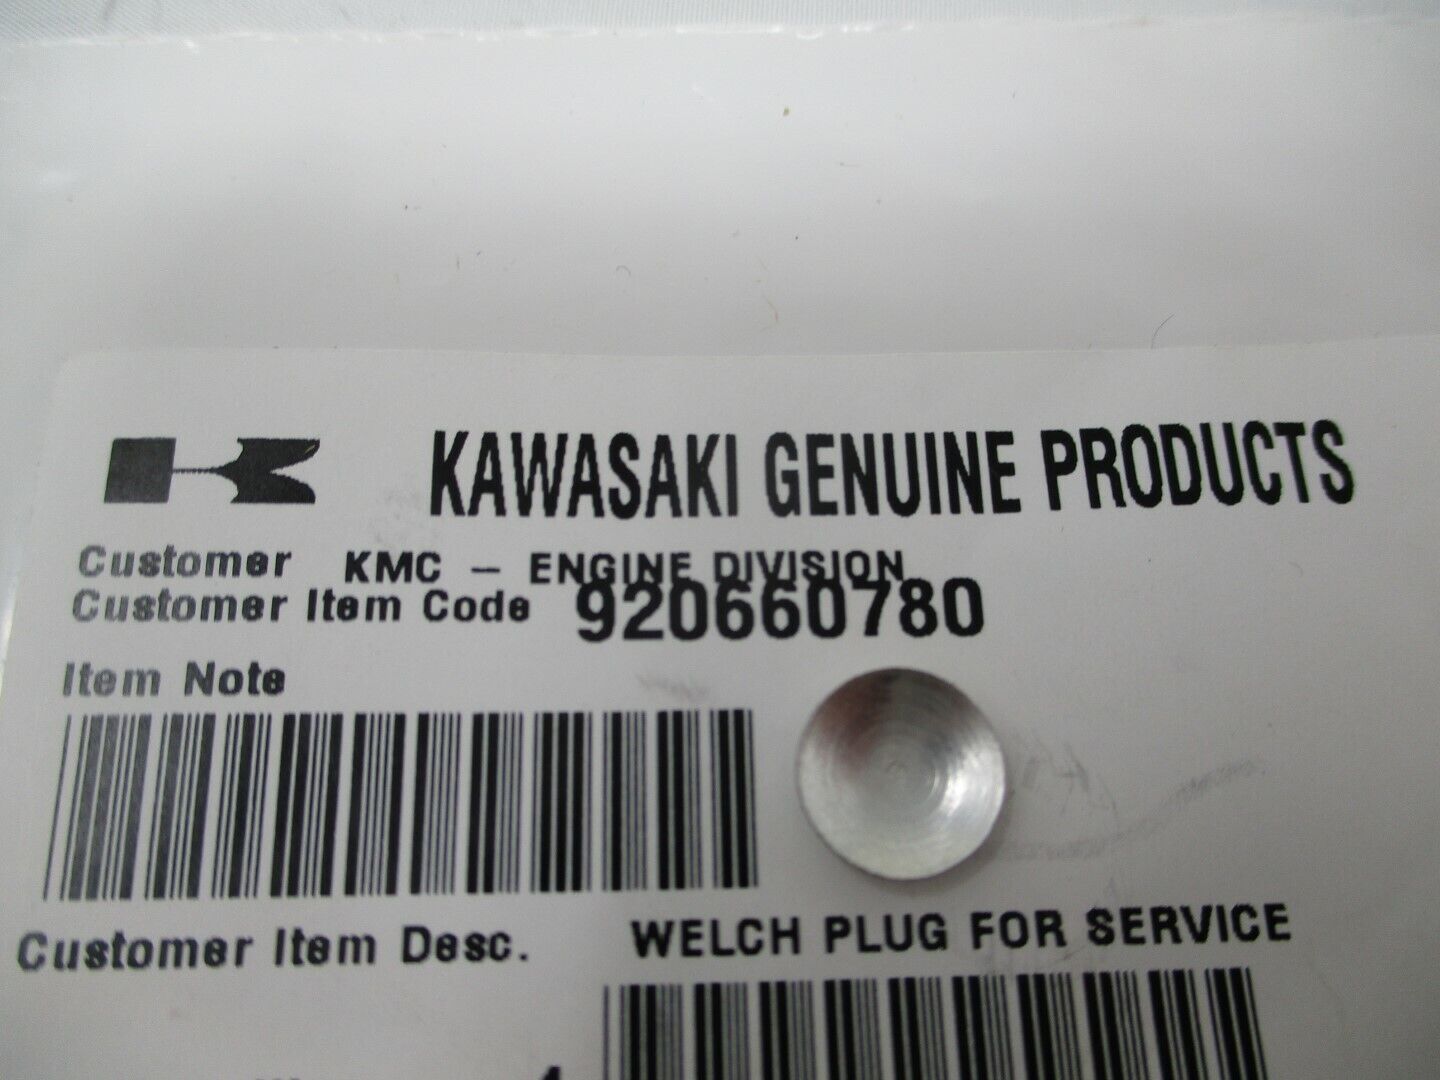 KAWASAKI GENUINE PRODUCTS
Customer KMC - ENGINE DIVISION
Customer Item Code 920660780
Item Note
Customer Item Desc. WELCH PLUG FOR SERVICE